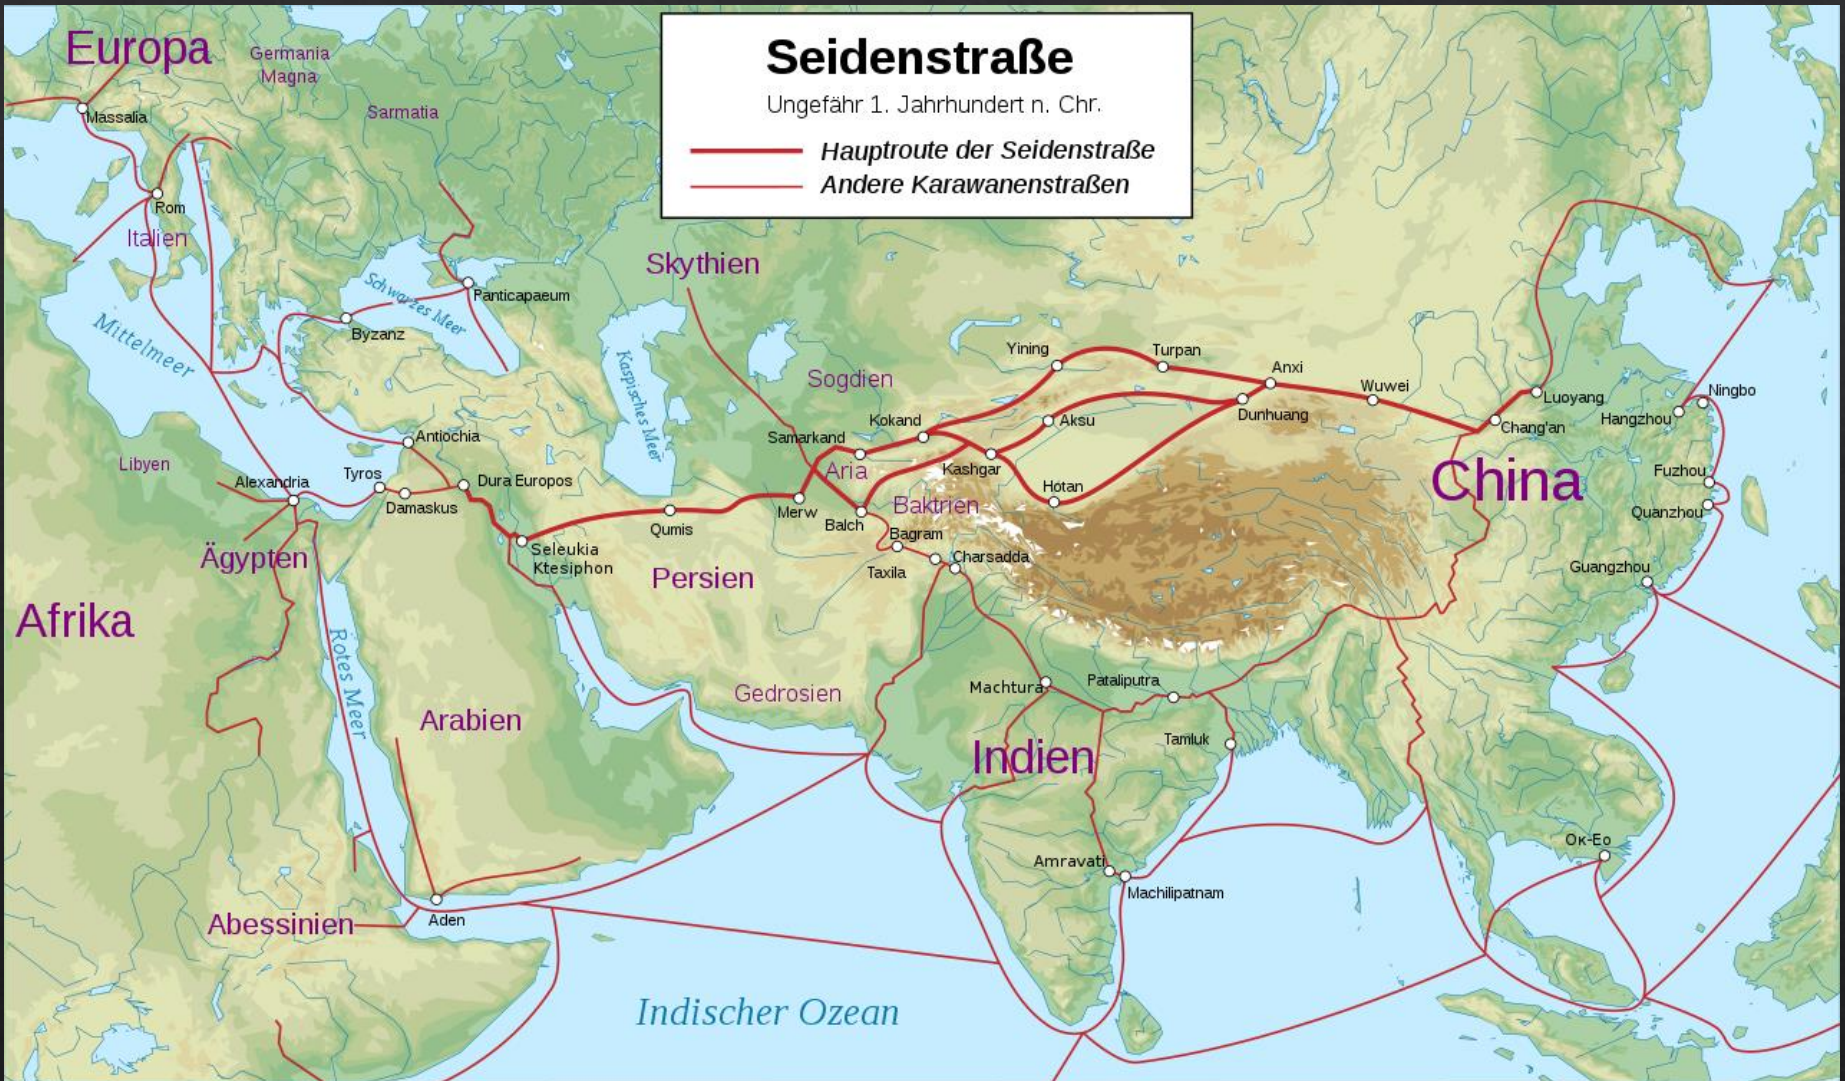 Seidenstraße
Ungefähr 1. Jahrhundert n. Chr.
Hauptroute der Seidenstraße
Andere Karawanenstraßen
Europa
Germania
Magna
Sarmatia
Massalia
Rom
Italien
Skythien
Schwarzes Meer
Panticapaeum
Byzanz
Mittelmeer
Kaspisches Meer
Sogdien
Yining
Turpan
Anxi
Wuwei
Luoyang
Ningbo
Hangzhou
Kokand
Aksu
Dunhuang
Chang'an
Samarkand
Antiochia
Libyen
Tyros
Alexandria
Dura Europos
Damaskus
Aria
Kashgar
Hotan
China
Fuzhou
Quanzhou
Merw
Balch
Baktrien
Qumis
Bagram
Seleukia
Ktesiphon
Ägypten
Persien
Taxila
Charsadda
Guangzhou
Afrika
Rotes Meer
Gedrosien
Machtura
Pataliputra
Arabien
Indien
Tamluk
Ok-Eo
Amravati
Machilipatnam
Abessinien
Aden
Indischer Ozean